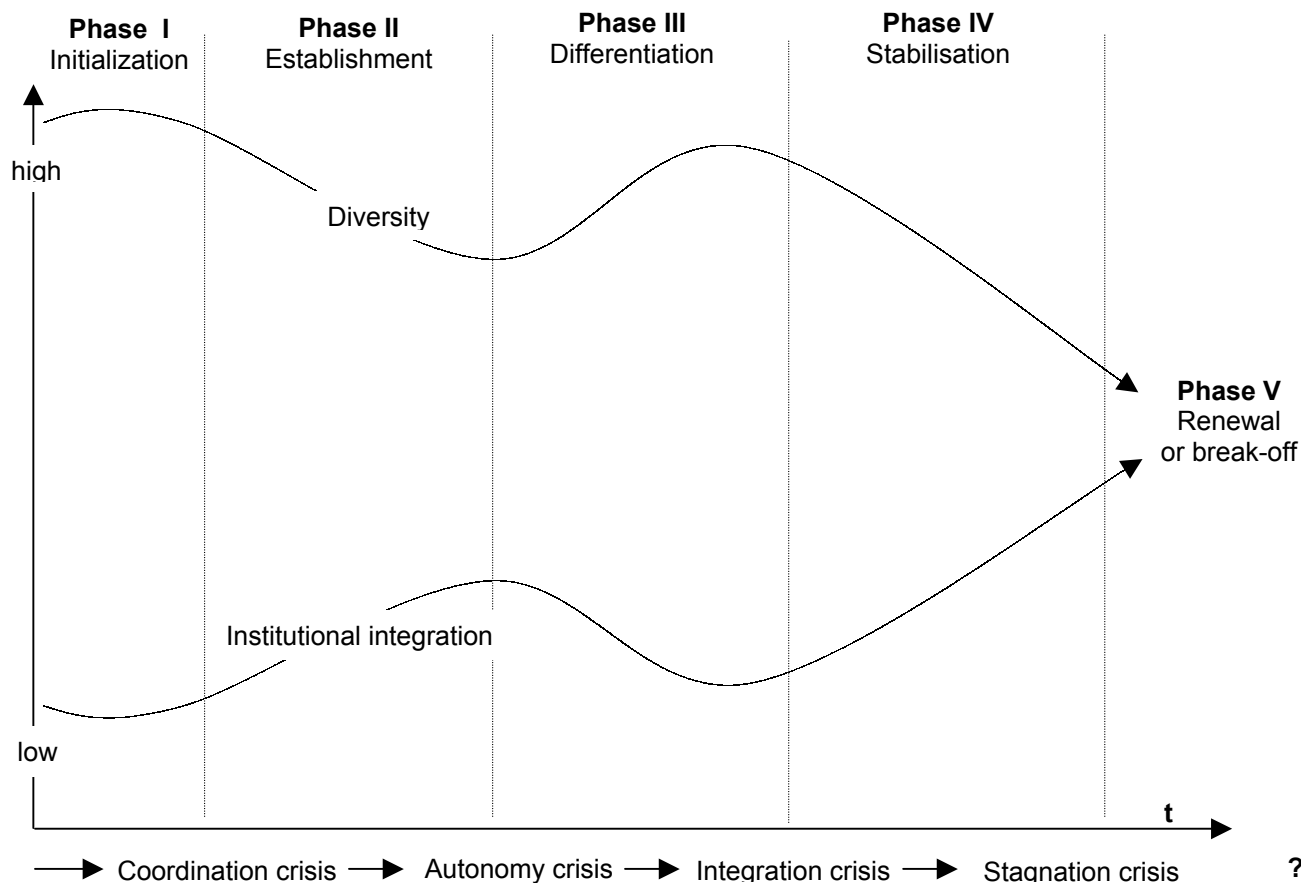 Phase I
Initialization
Phase II
Establishment
Phase III
Differentiation
Phase IV
Stabilisation
high
Diversity
Phase V
Renewal
or break-off
Institutional integration
low
t
Coordination crisis
Autonomy crisis
Integration crisis
Stagnation crisis
?